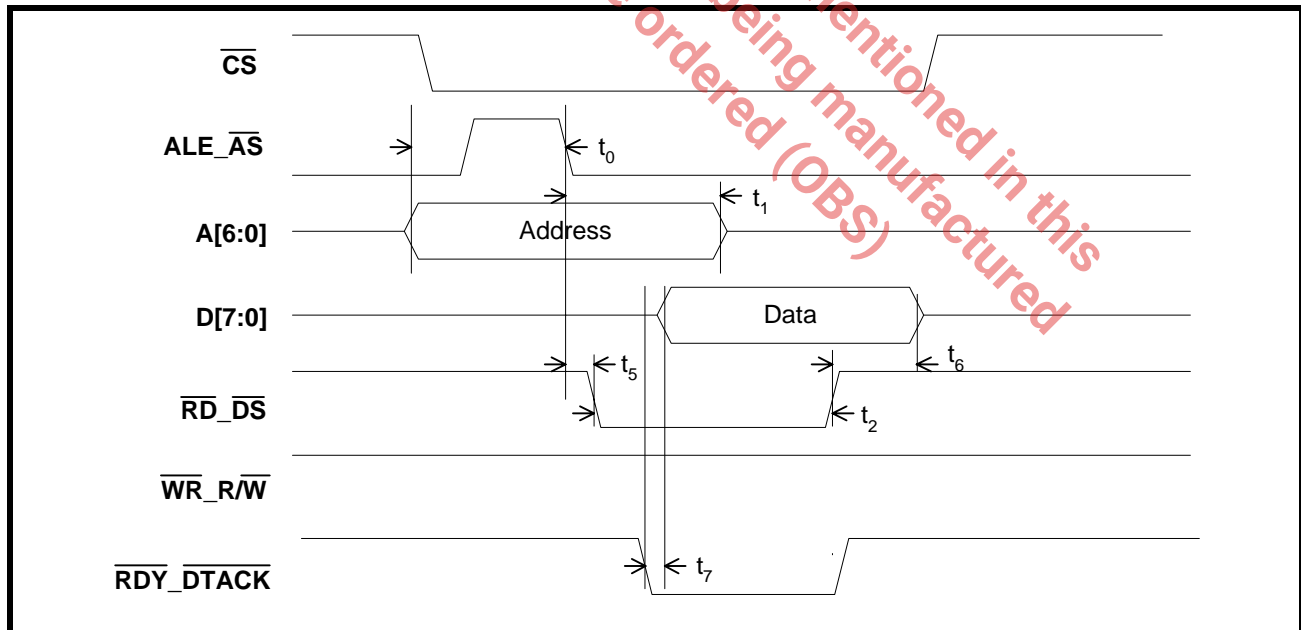 mentioned in this
being manufactured
ordered (OBS)
CS
ALE_AS
t0
t1
A[6:0]
Address
D[7:0]
Data
t5
t6
RD_DS
t2
WR_R/W
RDY_DTACK
t7